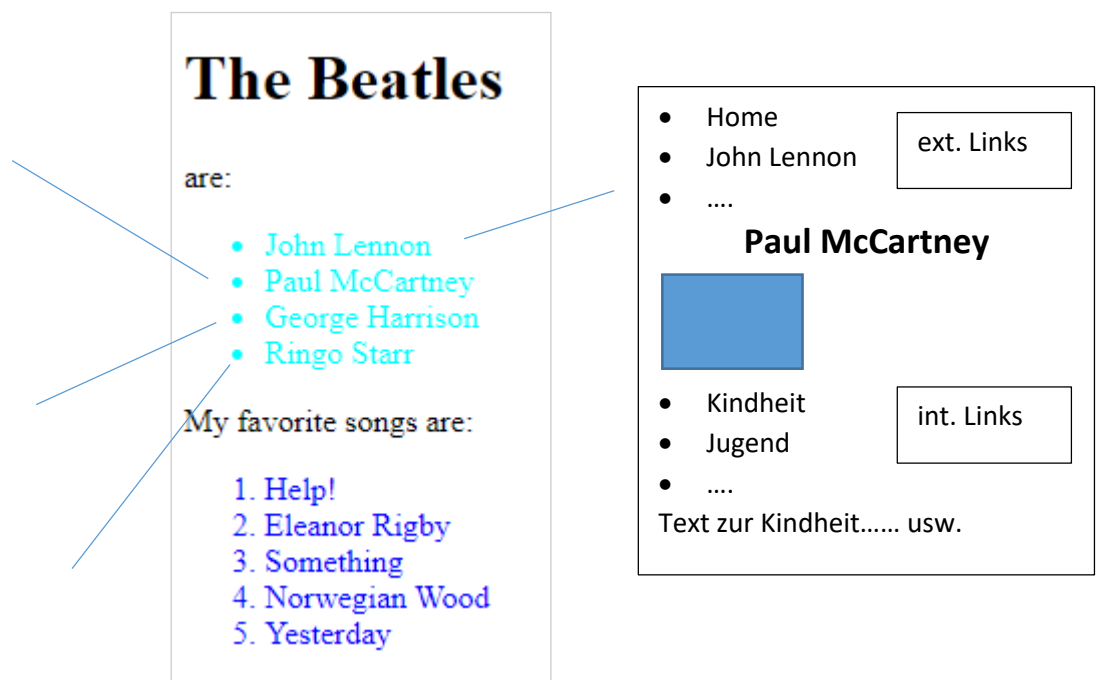 The Beatles
are:
• John Lennon
• Paul McCartney
• George Harrison
• Ringo Starr
My favorite songs are:
1. Help!
2. Eleanor Rigby
3. Something
4. Norwegian Wood
5. Yesterday
• Home
• John Lennon
• ….
ext. Links
Paul McCartney
• Kindheit
• Jugend
• ….
int. Links
Text zur Kindheit…… usw.